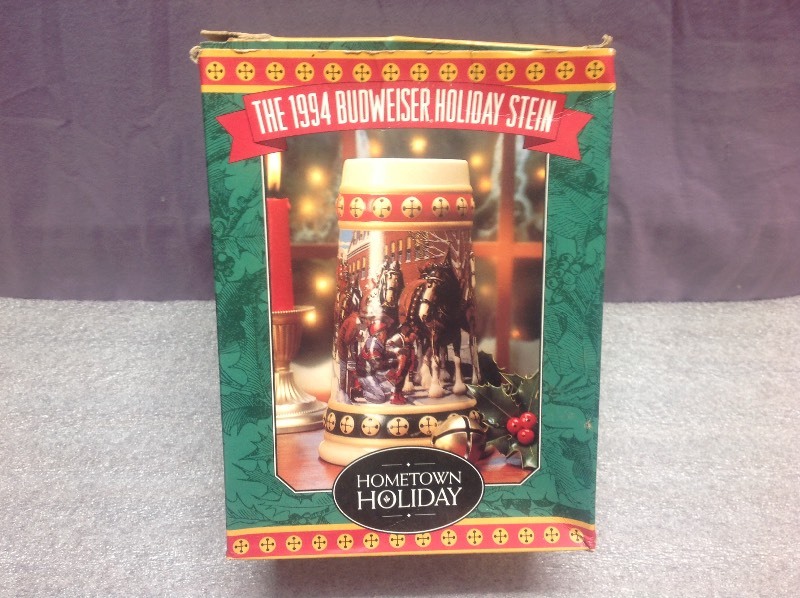 THE 1994 BUDWEISER HOLIDAY STEIN
HOMETOWN
HOLIDAY